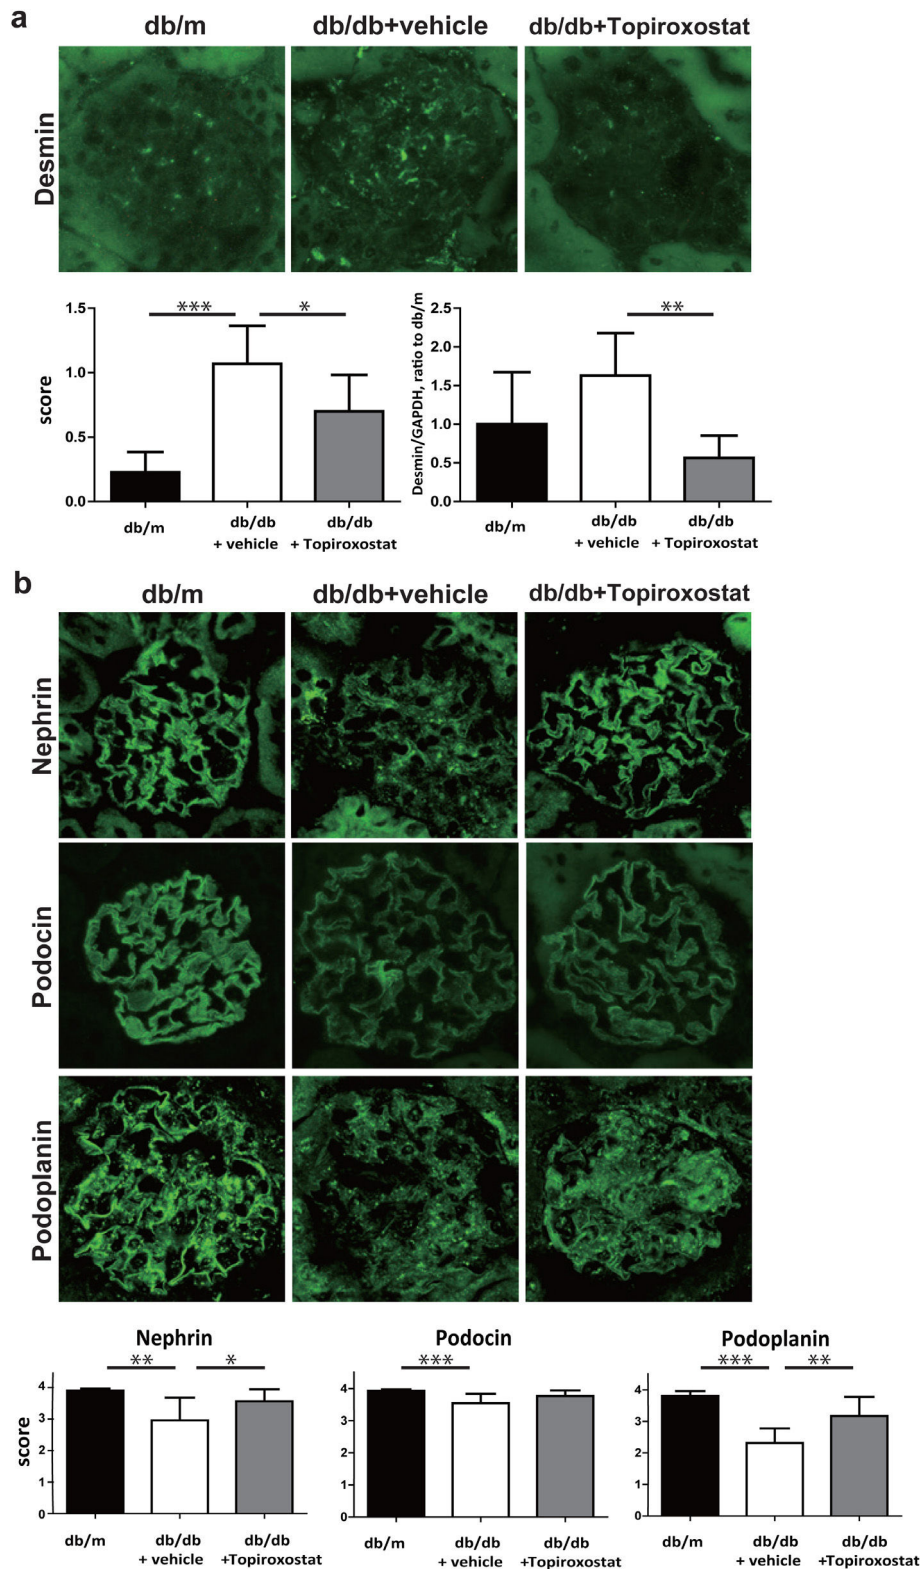 a
db/m db/db+vehicle db/db+Topiroxostat
Desmin
*** *
score
1.5
1.0
0.5
0.0
db/m db/db + vehicle db/db + Topiroxostat
**
Desmin/GAPDH, ratio to db/m
2.5
2.0
1.5
1.0
0.5
0.0
db/m db/db + vehicle db/db + Topiroxostat
b
db/m db/db+vehicle db/db+Topiroxostat
Nephrin
Podocin
Podoplanin
Nephrin
** *
score
4
3
2
1
0
db/m db/db + vehicle db/db +Topiroxostat
Podocin
***
4
3
2
1
0
db/m db/db + vehicle db/db +Topiroxostat
Podoplanin
*** **
4
3
2
1
0
db/m db/db + vehicle db/db +Topiroxostat